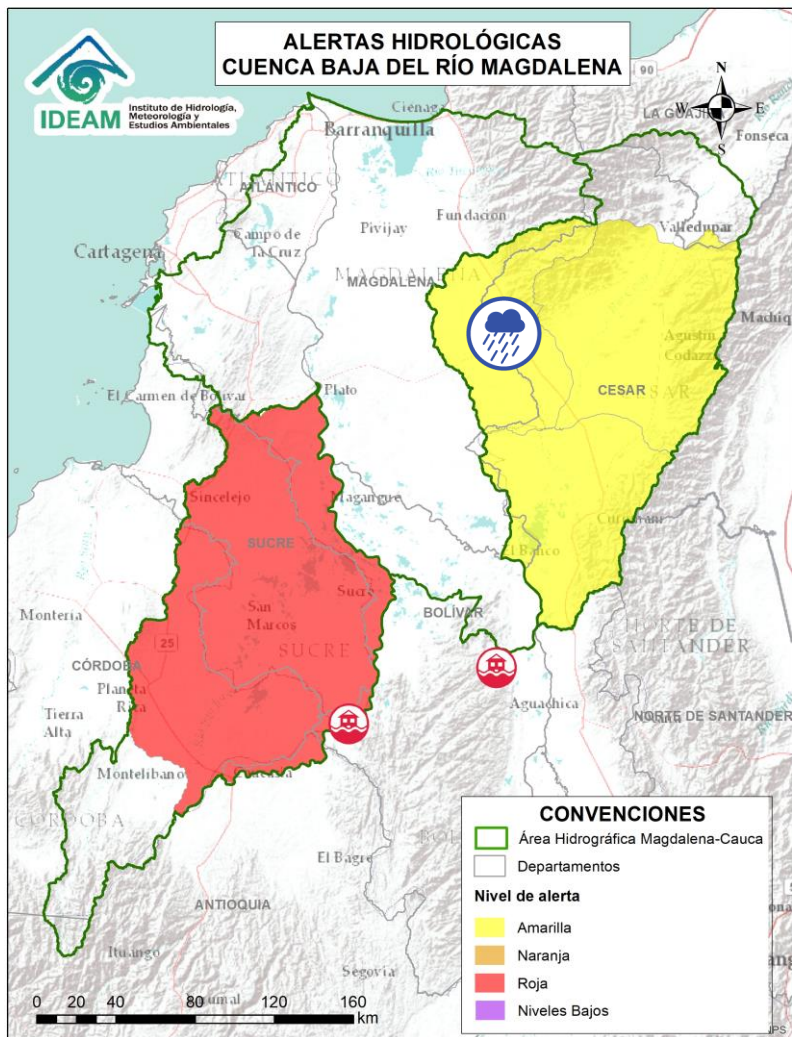 ALERTAS HIDROLÓGICAS
CUENCA BAJA DEL RÍO MAGDALENA
IDEAM
Instituto de Hidrología,
Meteorología y
Estudios Ambientales
90
N
W E
S
Ciénaga
LA GUAJIRA
Barranquilla
Fonseca
ATLÁNTICO
Fundación
Pivijay
Valledupar
Campo de
la Cruz
Cartagena
MAGDALENA
MAGDALENA
Agustín
Codazzi
CESAR
El Carmen de Bolívar
Plato
Sincelejo
Magangué
El Banco
SUCRE
Sucre
BOLÍVAR
Montería
San
Marcos
SUCRE
NORTE DE
SANTANDER
25
CÓRDOBA
Planeta
Rica
Aguachica
NORTE DE SANTANDER
Tierra
Alta
Montelíbano
CÓRDOBA
El Bagre
ANTIOQUIA
Ituango
Segovia
CONVENCIONES
Área Hidrográfica Magdalena-Cauca
Departamentos
Nivel de alerta
Amarilla
Naranja
Roja
Niveles Bajos
0 20 40 80 120 160
km